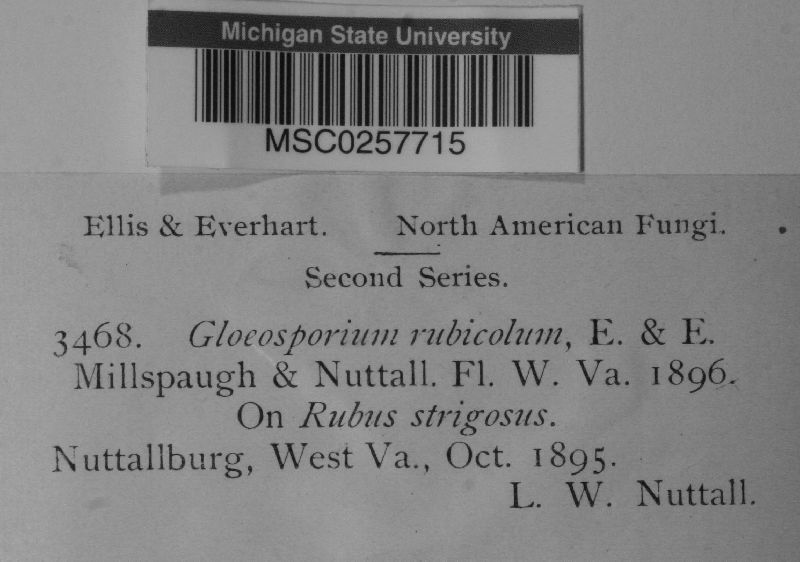 Michigan State University
MSC0257715
Ellis & Everhart. North American Fungi.
Second Series.
3468. Gloeosporium rubicolum, E. & E.
Millspaugh & Nuttall. Fl. W. Va. 1896.
On Rubus strigosus.
Nuttallburg, West Va., Oct. 1895.
L. W. Nuttall.